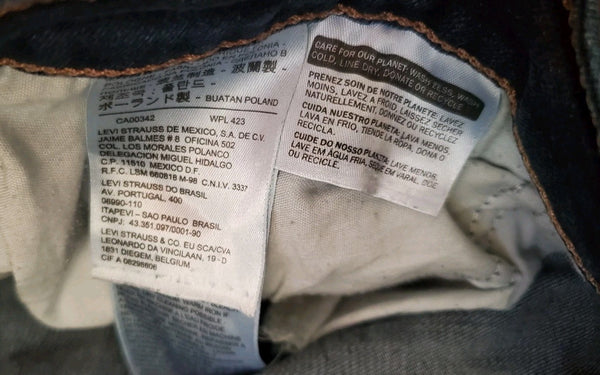 波蘭製 -
ポーランド製 - BUATAN POLAND
CA00342 WPL 423
LEVI STRAUSS DE MEXICO, S.A. DE C.V.
JAIME BALMES # 8 OFICINA 502
COL. LOS MORALES POLANCO
DELEGACION MIGUEL HIDALGO
C.P. 11510 MEXICO D.F.
R.F.C. LSM 660818 M-98 C.N.I.V. 3337
LEVI STRAUSS DO BRASIL
AV. PORTUGAL, 400
06690-110
ITAPEVI – SAO PAULO BRASIL
CNPJ: 43.351.097/0001-90
LEVI STRAUSS & CO. EU SCA/CVA
LEONARDO DA VINCILAAN, 19-D
1831 DIEGEM, BELGIUM,
CIF A 08298606
CARE FOR OUR PLANET: WASH LESS, WASH
COLD, LINE DRY, DONATE OR RECYCLE
PRENEZ SOIN DE NOTRE PLANETE: LAVEZ
MOINS, LAVEZ A FROID, LAISSEZ SECHER
NATURELLEMENT, DONNEZ OU RECYCLEZ
CUIDA NUESTRO PLANETA: LAVA MENOS,
LAVA EN FRIO, TIENDE LA ROPA, DONA O
RECICLA
CUIDE DO NOSSO PLANETA: LAVE MENOS,
LAVE EM ÁGUA FRIA, SEQUE EM VARAL, DOE
OU RECICLE.